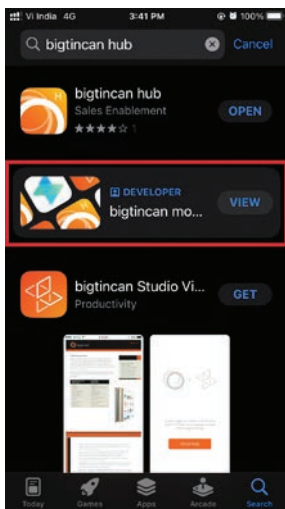 Vi India 4G 3:41 PM 100%
bigtincan hub Cancel
bigtincan hub
Sales Enablement
OPEN
1
DEVELOPER
bigtincan mo...
VIEW
bigtincan Studio Vi...
Productivity
GET
Today Games Apps Arcade Search